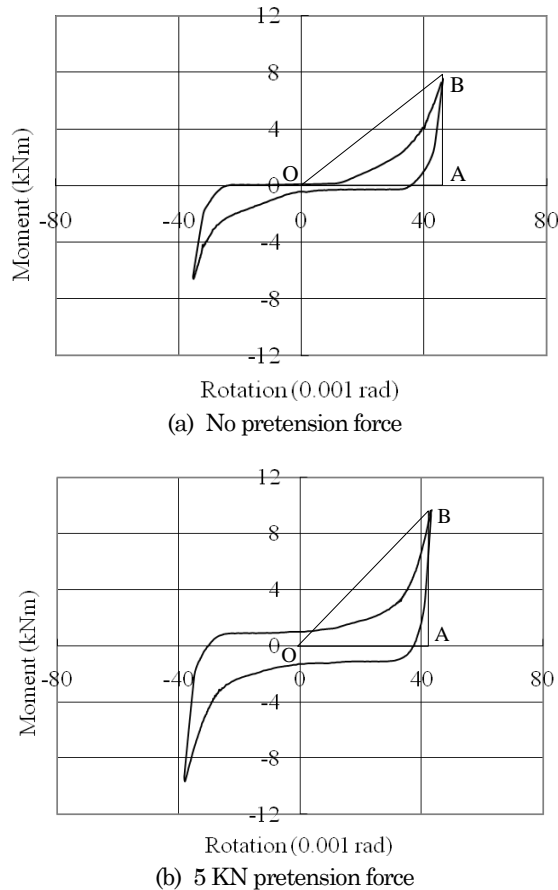 12
8
B
4
O
A
0
-80 -40 0 40 80
-4
-8
-12
Moment (kNm)
Rotation (0.001 rad)
(a) No pretension force
12
8
B
4
A
0
O
-80 -40 0 40 80
-4
-8
-12
Moment (kNm)
Rotation (0.001 rad)
(b) 5 KN pretension force